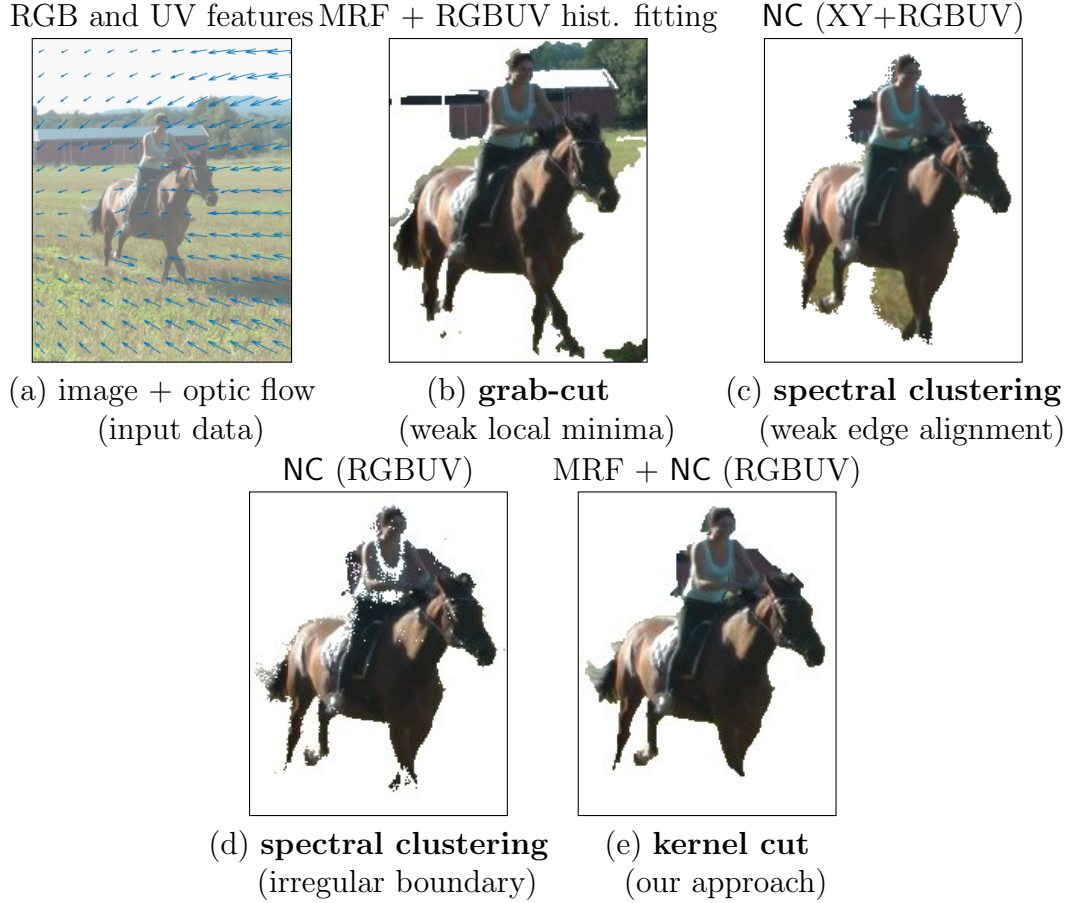 RGB and UV features MRF + RGBUV hist. fitting NC (XY+RGBUV)
(a) image + optic flow (b) grab-cut (c) spectral clustering
(input data) (weak local minima) (weak edge alignment)
NC (RGBUV) MRF + NC (RGBUV)
(d) spectral clustering (e) kernel cut
(irregular boundary) (our approach)